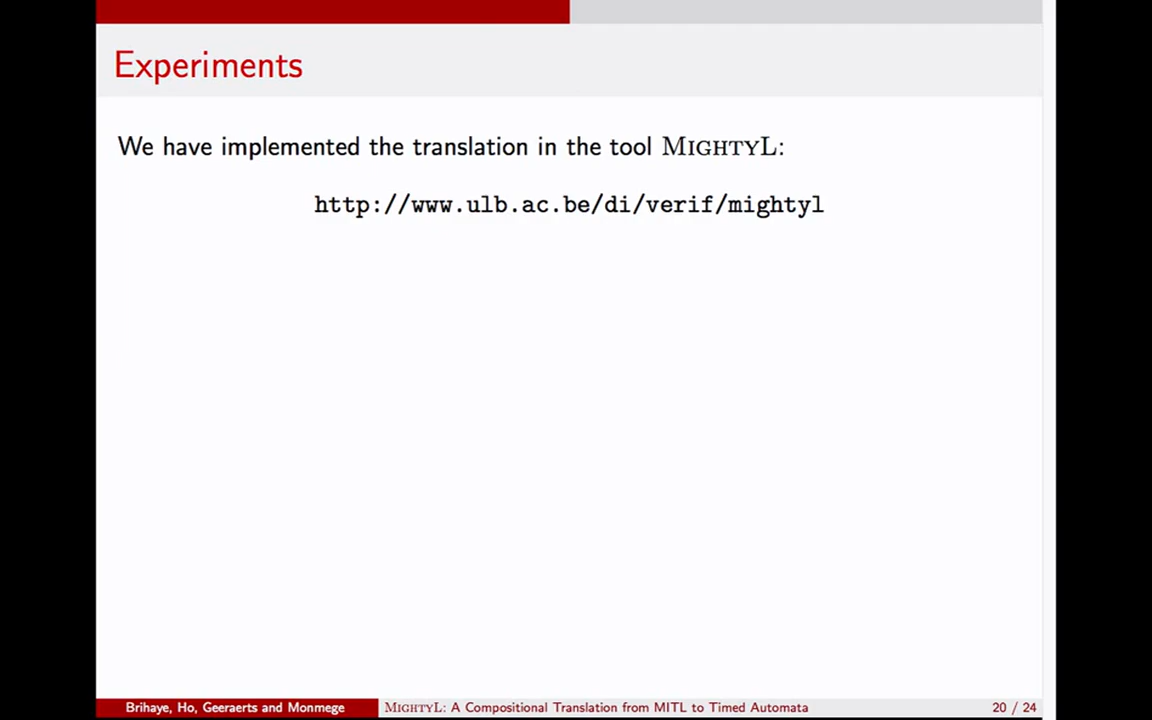 Experiments
We have implemented the translation in the tool MIGHTYL:
http://www.ulb.ac.be/di/verif/mightyl
Brihaye, Ho, Geeraerts and Monmege
MIGHTYL: A Compositional Translation from MITL to Timed Automata
20 / 24